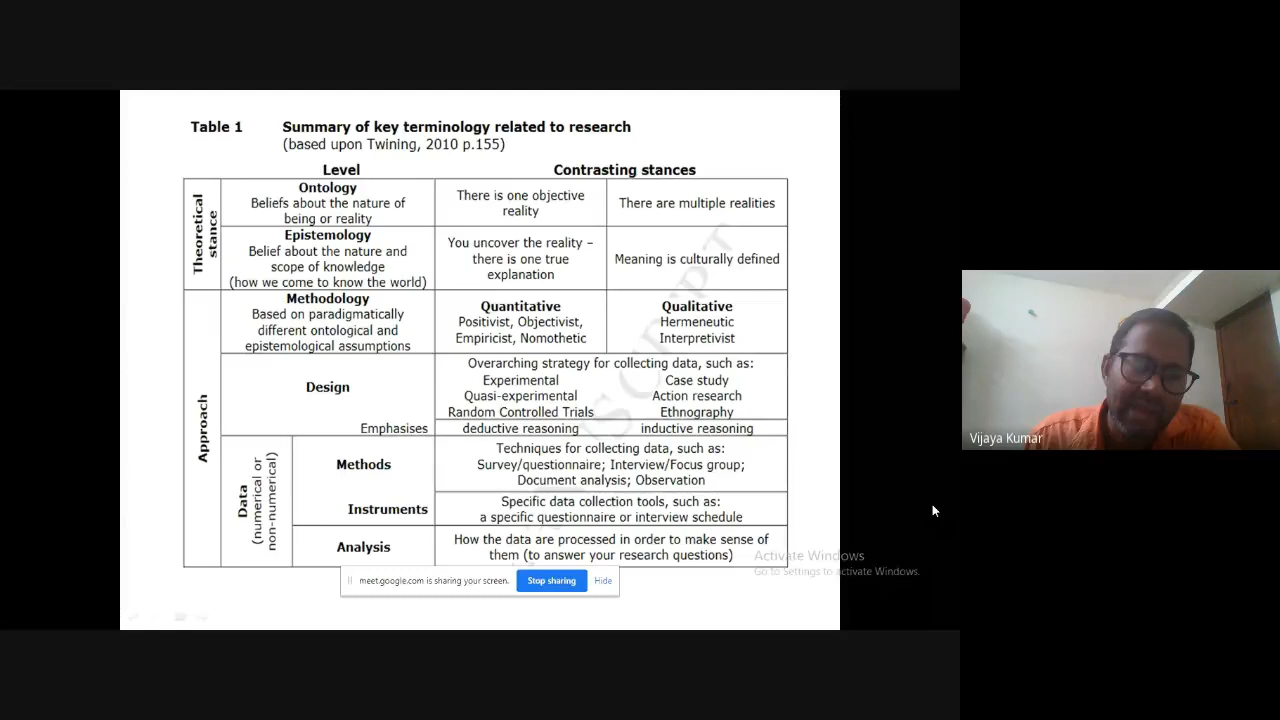 Table 1 Summary of key terminology related to research
(based upon Twining, 2010 p.155)
Level Contrasting stances
Theoretical
stance
Ontology
Beliefs about the nature of
being or reality
There is one objective
reality
There are multiple realities
Epistemology
Belief about the nature and
scope of knowledge
(how we come to know the world)
You uncover the reality –
there is one true
explanation
Meaning is culturally defined
Approach
Methodology
Based on paradigmatically
different ontological and
epistemological assumptions
Quantitative
Positivist, Objectivist,
Empiricist, Nomothetic
Qualitative
Hermeneutic
Interpretivist
Design
Overarching strategy for collecting data, such as:
Experimental Case study
Quasi-experimental Action research
Random Controlled Trials Ethnography
Emphasises deductive reasoning inductive reasoning
Data
(numerical or
non-numerical)
Methods
Techniques for collecting data, such as:
Survey/questionnaire; Interview/Focus group;
Document analysis; Observation
Instruments
Specific data collection tools, such as:
a specific questionnaire or interview schedule
Analysis
How the data are processed in order to make sense of
them (to answer your research questions)
meet.google.com is sharing your screen. Stop sharing Hide
Activate Windows
Go to Settings to activate Windows.
Vijaya Kumar